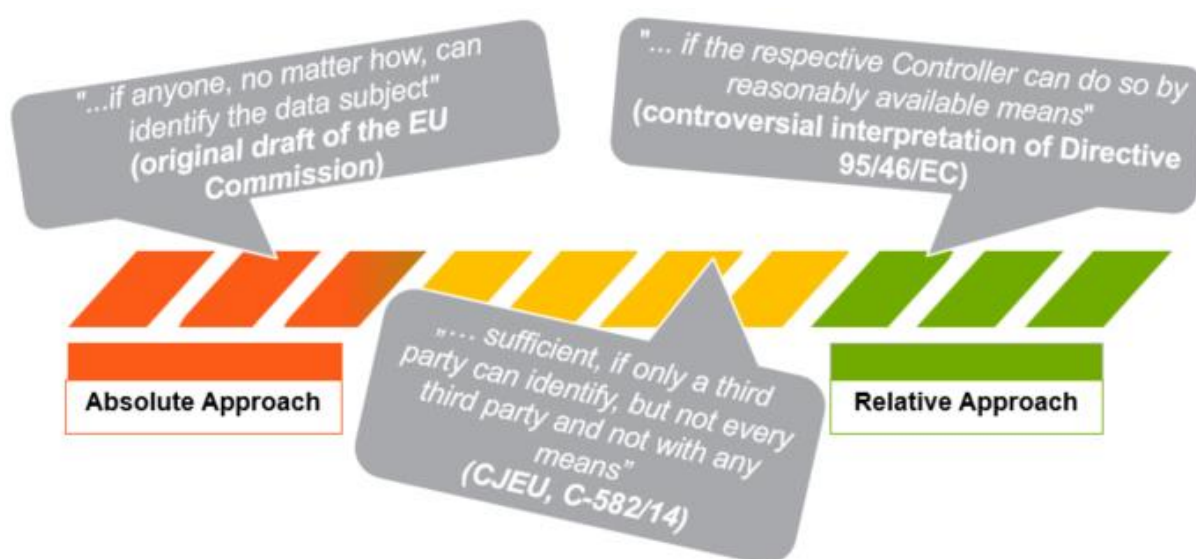 "...if anyone, no matter how, can
identify the data subject"
(original draft of the EU
Commission)
"... if the respective Controller can do so by
reasonably available means"
(controversial interpretation of Directive
95/46/EC)
„… sufficient, if only a third
party can identify, but not every
third party and not with any
means”
(CJEU, C-582/14)
Absolute Approach
Relative Approach